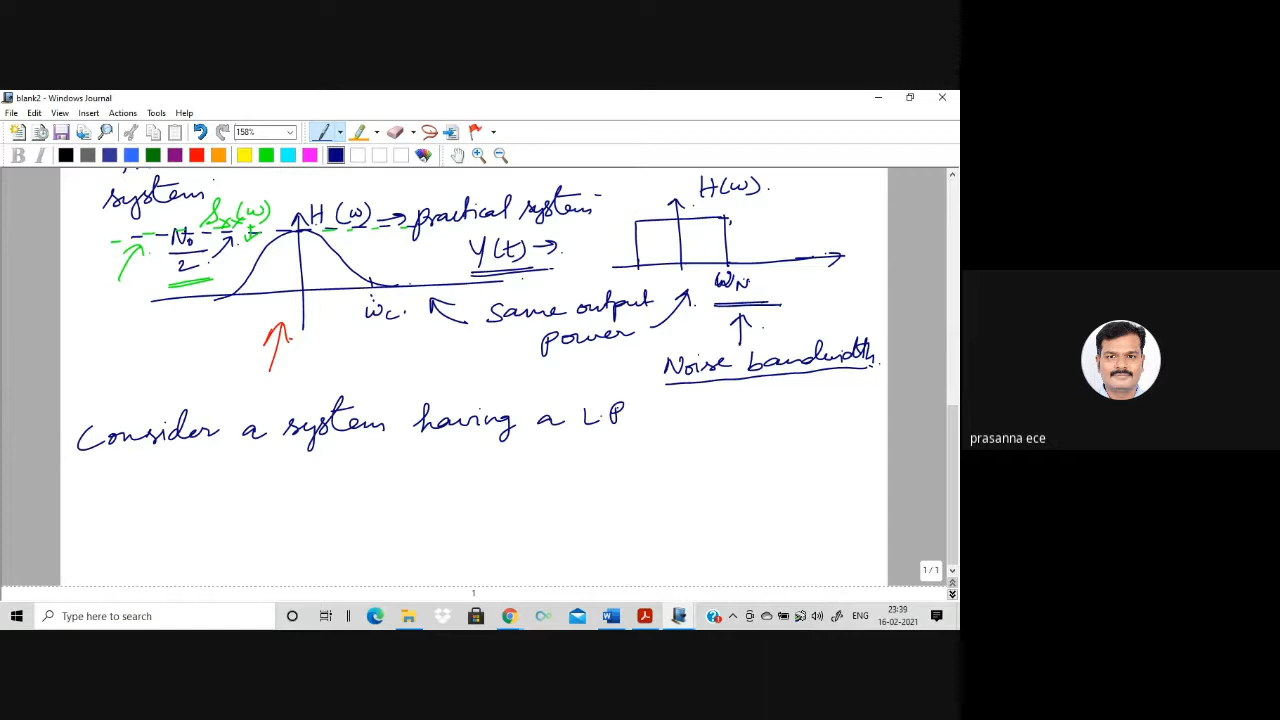 blank2 - Windows Journal
File Edit View Insert Actions Tools Help
158%
B I
system.
Sxx(ω)
H(ω) → practical system
H(ω).
N0/2
Y(t) →
ωc.
Same output
power
ωN
Noise bandwidth.
Consider a system having a LP
1/1
1
prasanna ece
Type here to search
ENG
23:39
16-02-2021